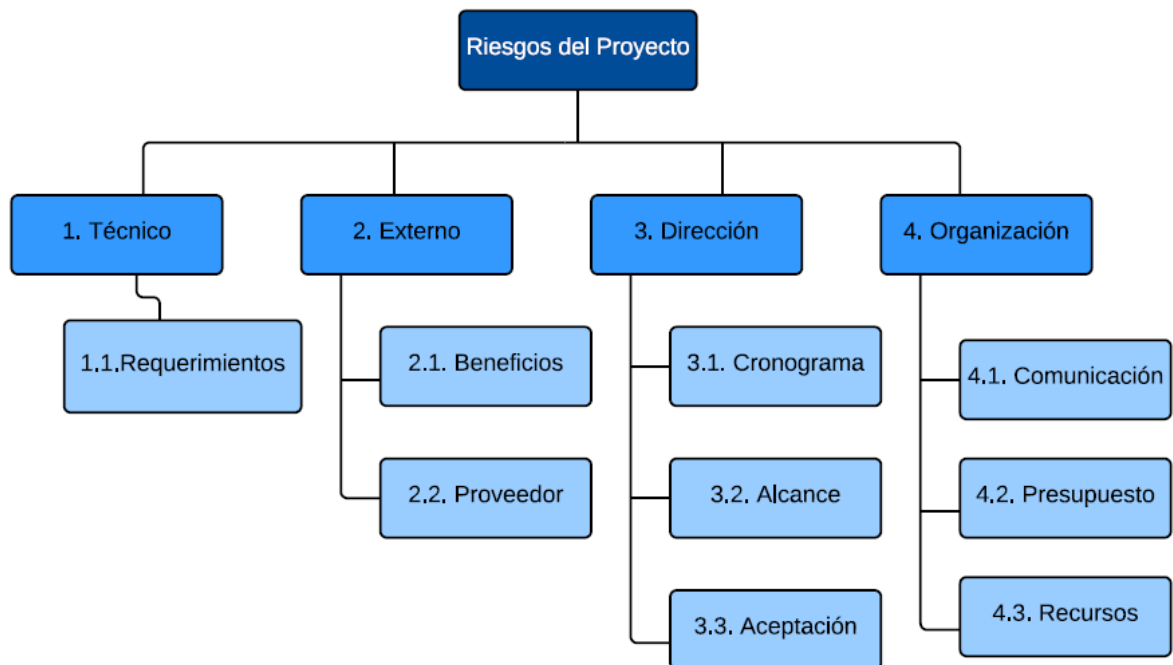 Riesgos del Proyecto
1. Técnico
2. Externo
3. Dirección
4. Organización
1.1.Requerimientos
2.1. Beneficios
3.1. Cronograma
4.1. Comunicación
2.2. Proveedor
3.2. Alcance
4.2. Presupuesto
3.3. Aceptación
4.3. Recursos